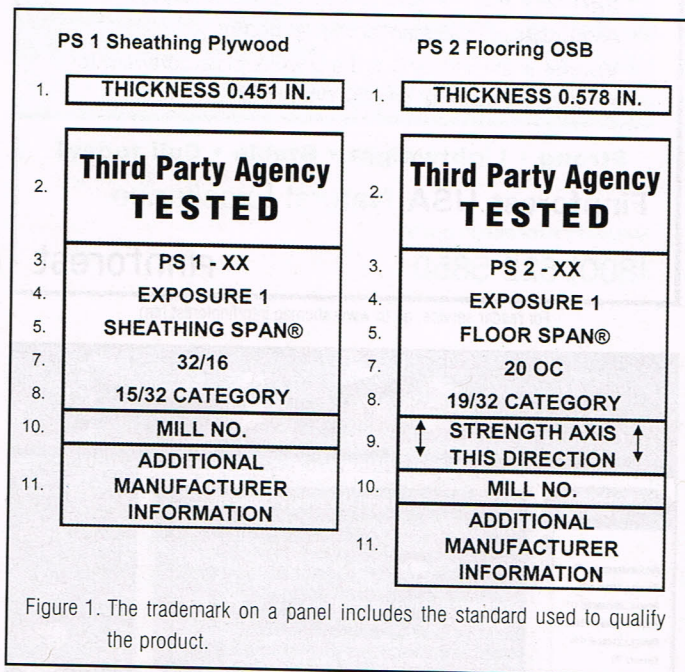 PS 1 Sheathing Plywood
1. THICKNESS 0.451 IN.
2. Third Party Agency
TESTED
3. PS 1 - XX
4. EXPOSURE 1
5. SHEATHING SPAN®
7. 32/16
8. 15/32 CATEGORY
10. MILL NO.
11. ADDITIONAL
MANUFACTURER
INFORMATION
PS 2 Flooring OSB
1. THICKNESS 0.578 IN.
2. Third Party Agency
TESTED
3. PS 2 - XX
4. EXPOSURE 1
5. FLOOR SPAN®
7. 20 OC
8. 19/32 CATEGORY
9. STRENGTH AXIS
THIS DIRECTION
10. MILL NO.
11. ADDITIONAL
MANUFACTURER
INFORMATION
Figure 1. The trademark on a panel includes the standard used to qualify
the product.